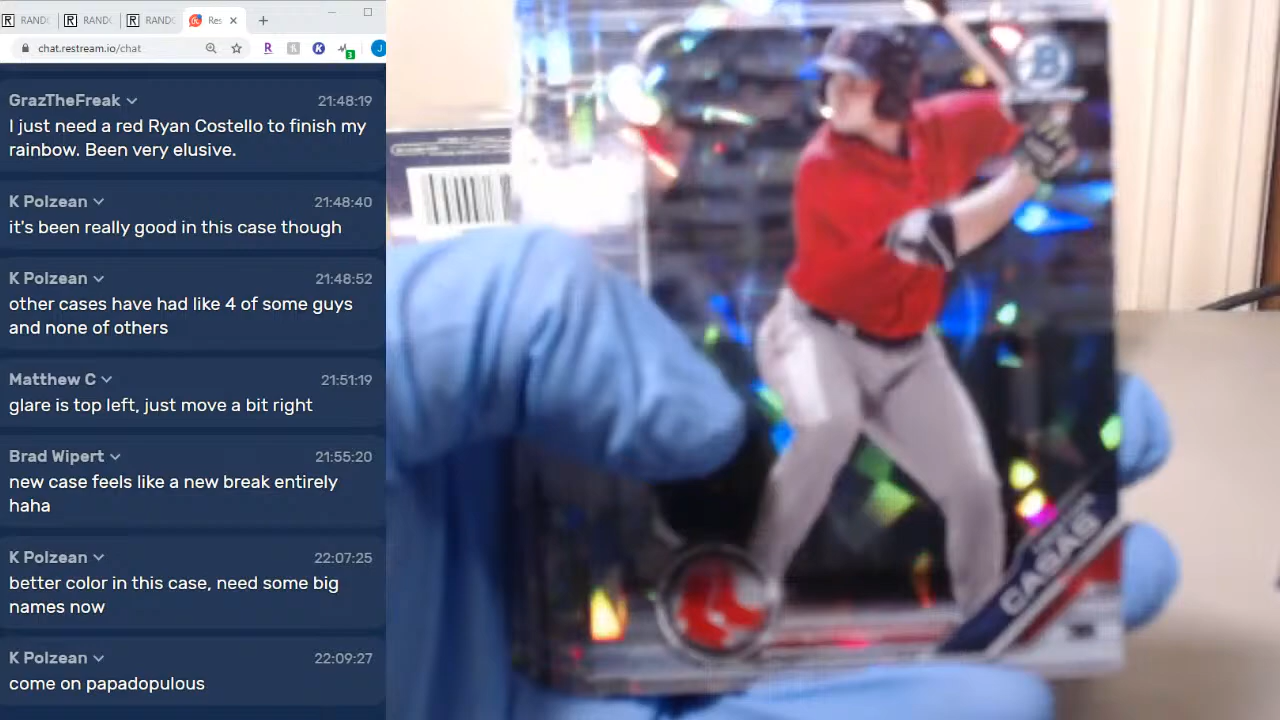 RAND
RAND
RAND
Res
chat.restream.io/chat
R
K
3
J
GrazTheFreak
21:48:19
I just need a red Ryan Costello to finish my
rainbow. Been very elusive.
K Polzean
21:48:40
it's been really good in this case though
K Polzean
21:48:52
other cases have had like 4 of some guys
and none of others
Matthew C
21:51:19
glare is top left, just move a bit right
Brad Wipert
21:55:20
new case feels like a new break entirely
haha
K Polzean
22:07:25
better color in this case, need some big
names now
K Polzean
22:09:27
come on papadopulous
B
CASAS